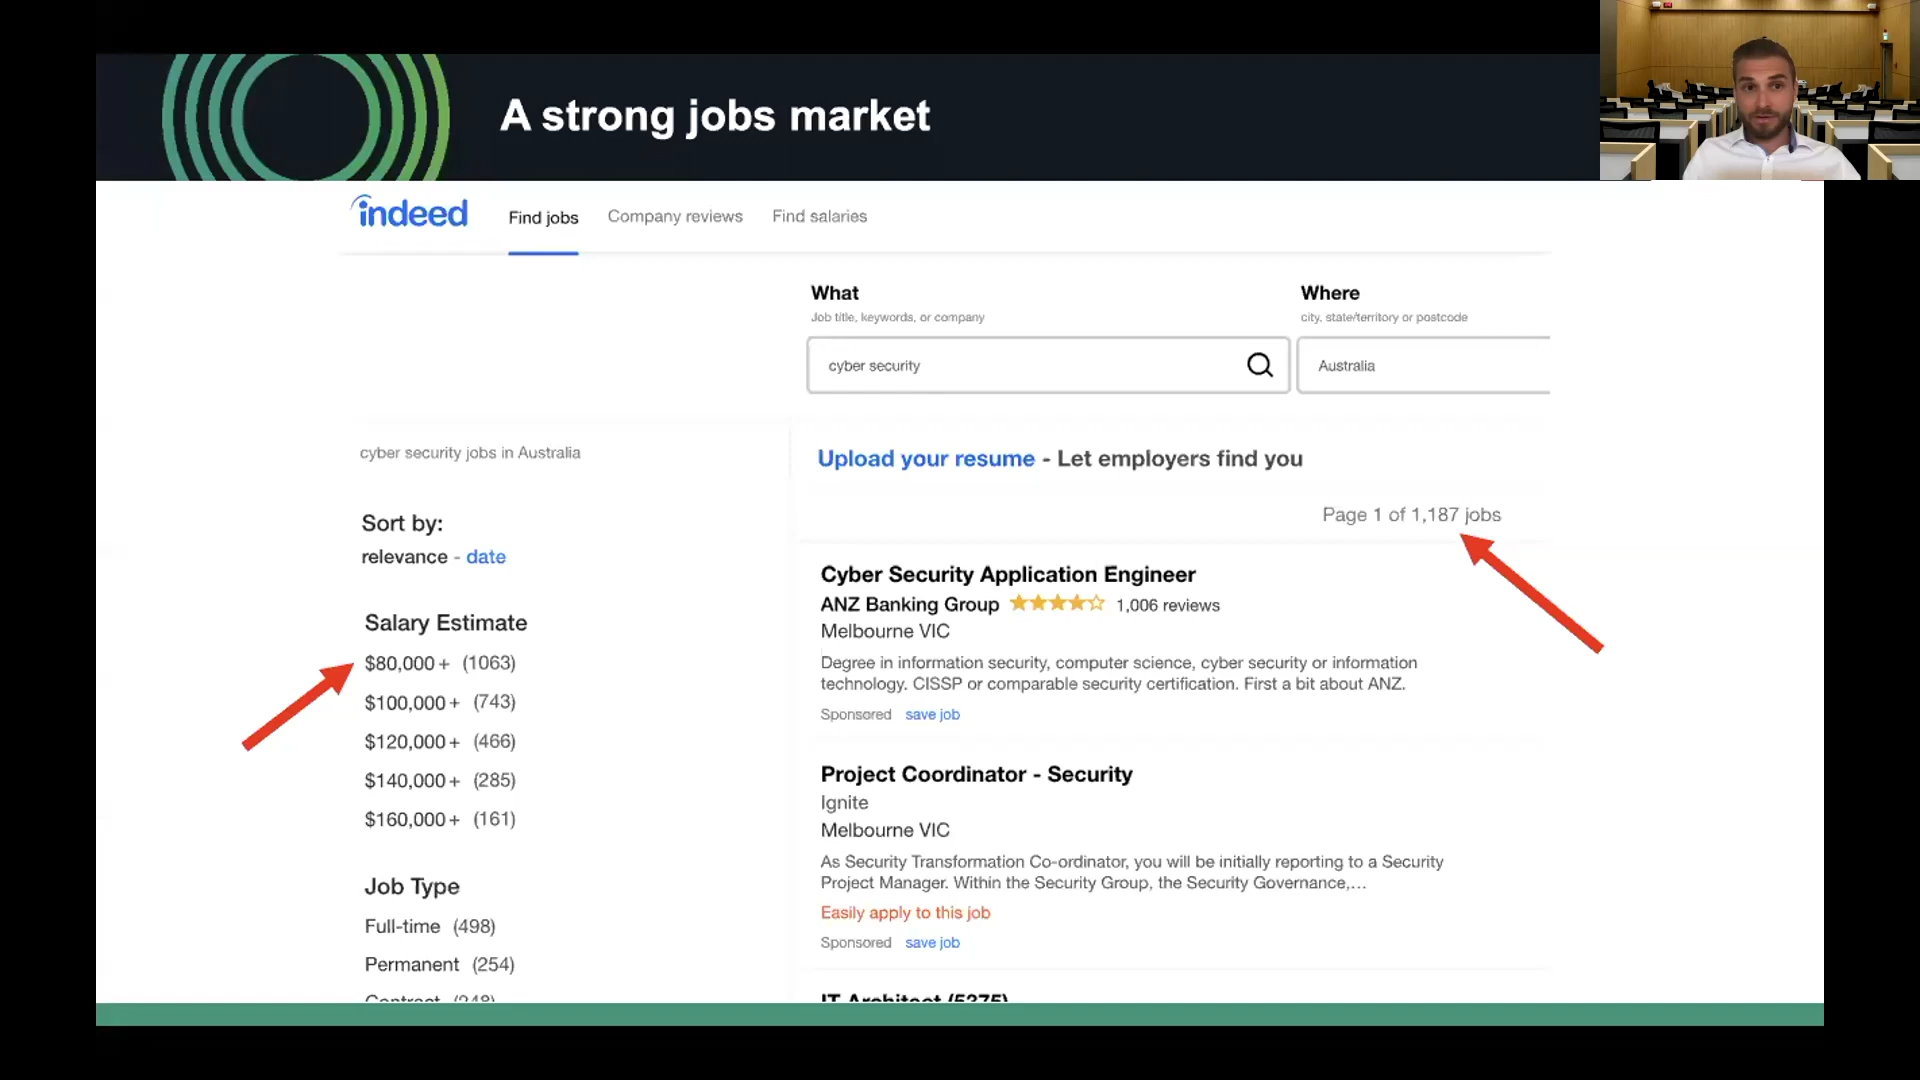 A strong jobs market
indeed
Find jobs
Company reviews
Find salaries
What
Job title, keywords, or company
cyber security
Where
city, state/territory or postcode
Australia
cyber security jobs in Australia
Sort by:
relevance - date
Salary Estimate
$80,000+ (1063)
$100,000+ (743)
$120,000+ (466)
$140,000+ (285)
$160,000+ (161)
Job Type
Full-time (498)
Permanent (254)
Contract (248)
Upload your resume - Let employers find you
Page 1 of 1,187 jobs
Cyber Security Application Engineer
ANZ Banking Group 1,006 reviews
Melbourne VIC
Degree in information security, computer science, cyber security or information
technology. CISSP or comparable security certification. First a bit about ANZ.
Sponsored save job
Project Coordinator - Security
Ignite
Melbourne VIC
As Security Transformation Co-ordinator, you will be initially reporting to a Security
Project Manager. Within the Security Group, the Security Governance,...
Easily apply to this job
Sponsored save job
IT Architect (5275)